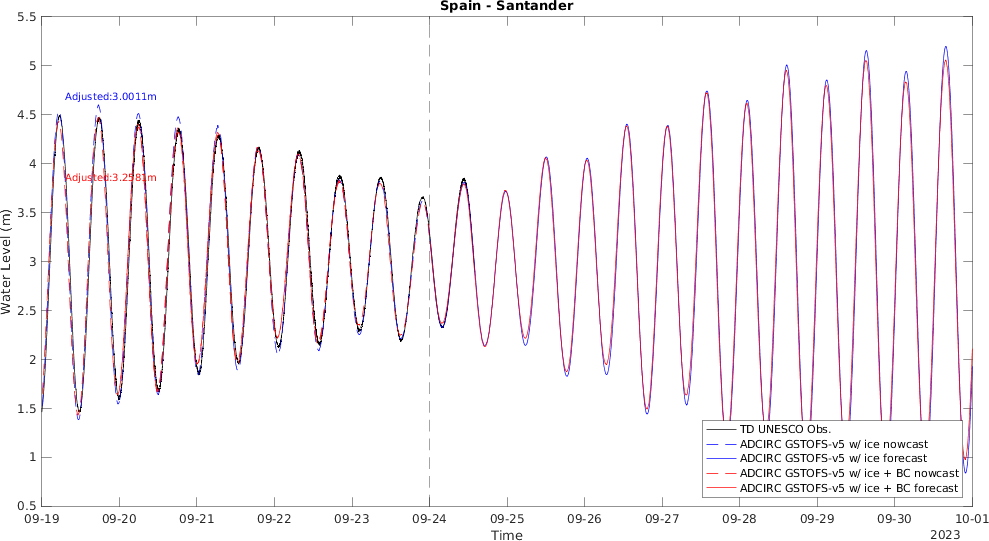 Spain - Santander
5.5
5
4.5
4
3.5
3
2.5
2
1.5
1
0.5
Water Level (m)
Adjusted:3.0011m
Adjusted:3.2581m
TD UNESCO Obs.
ADCIRC GSTOFS-v5 w/ ice nowcast
ADCIRC GSTOFS-v5 w/ ice forecast
ADCIRC GSTOFS-v5 w/ ice + BC nowcast
ADCIRC GSTOFS-v5 w/ ice + BC forecast
09-19 09-20 09-21 09-22 09-23 09-24 09-25 09-26 09-27 09-28 09-29 09-30 10-01
Time
2023